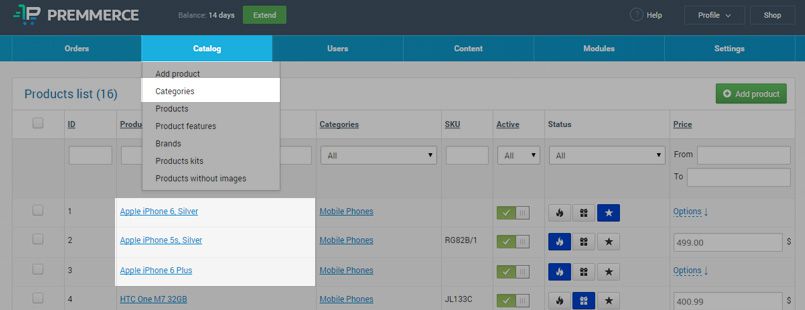 PREMMERCE Balance: 14 days Extend ? Help Profile Shop
Orders Catalog Users Content Modules Settings
Add product
Categories
Products
Product features
Brands
Products kits
Products without images
Products list (16) Add product
ID Produ Categories SKU Active Status Price
All All All From
To
1 Apple iPhone 6, Silver Mobile Phones Options ↓
2 Apple iPhone 5s, Silver Mobile Phones RG82B/1 499.00 $
3 Apple iPhone 6 Plus Mobile Phones Options ↓
4 HTC One M7 32GB Mobile Phones JL133C 400.99 $